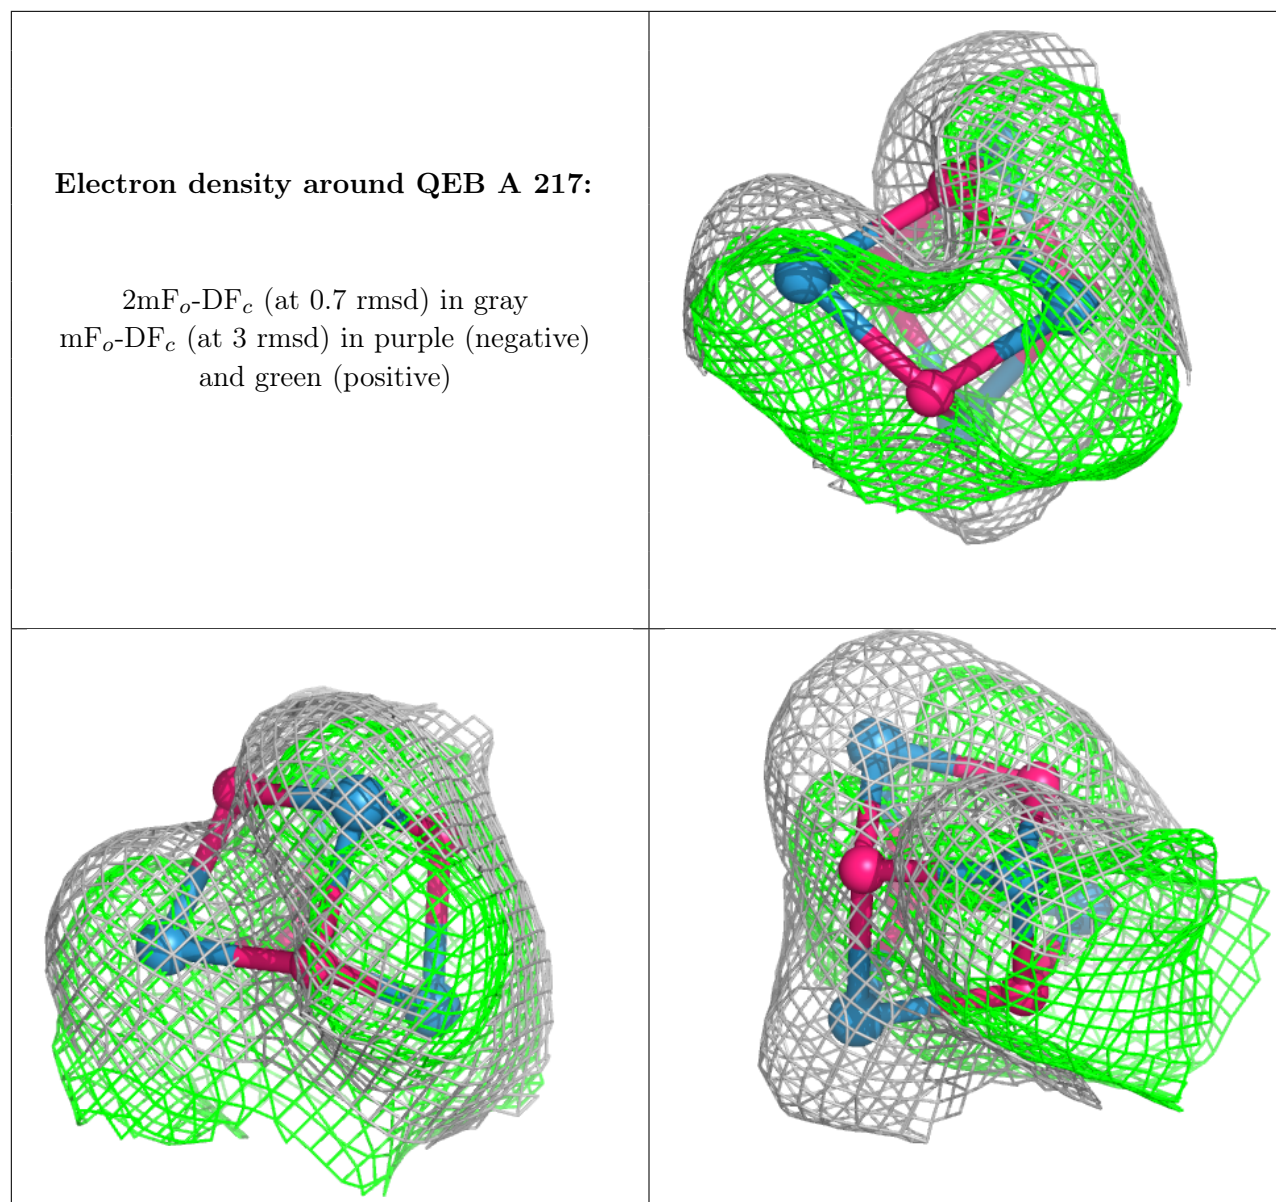 Electron density around QEB A 217:
2mFo-DFc (at 0.7 rmsd) in gray
mFo-DFc (at 3 rmsd) in purple (negative)
and green (positive)